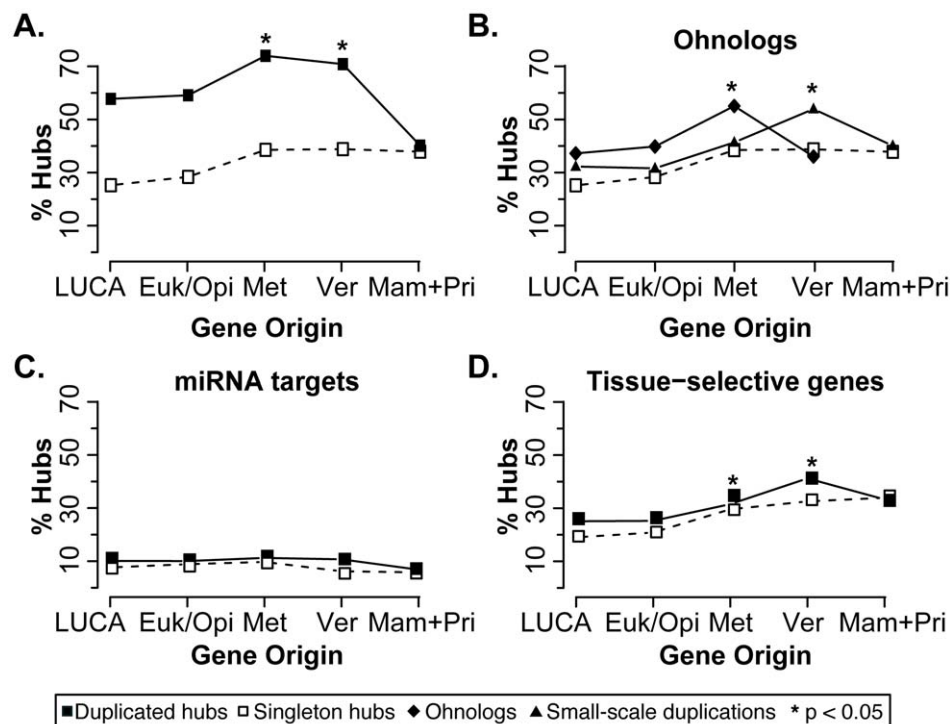 A.
70
50
30
10
% Hubs
* *
LUCA Euk/Opi Met Ver Mam+Pri
Gene Origin
B.
Ohnologs
70
50
30
10
% Hubs
* *
LUCA Euk/Opi Met Ver Mam+Pri
Gene Origin
C.
miRNA targets
70
50
30
10
% Hubs
LUCA Euk/Opi Met Ver Mam+Pri
Gene Origin
D.
Tissue−selective genes
70
50
30
10
% Hubs
* *
LUCA Euk/Opi Met Ver Mam+Pri
Gene Origin
■ Duplicated hubs □ Singleton hubs ◆ Ohnologs ▲ Small-scale duplications * p < 0.05